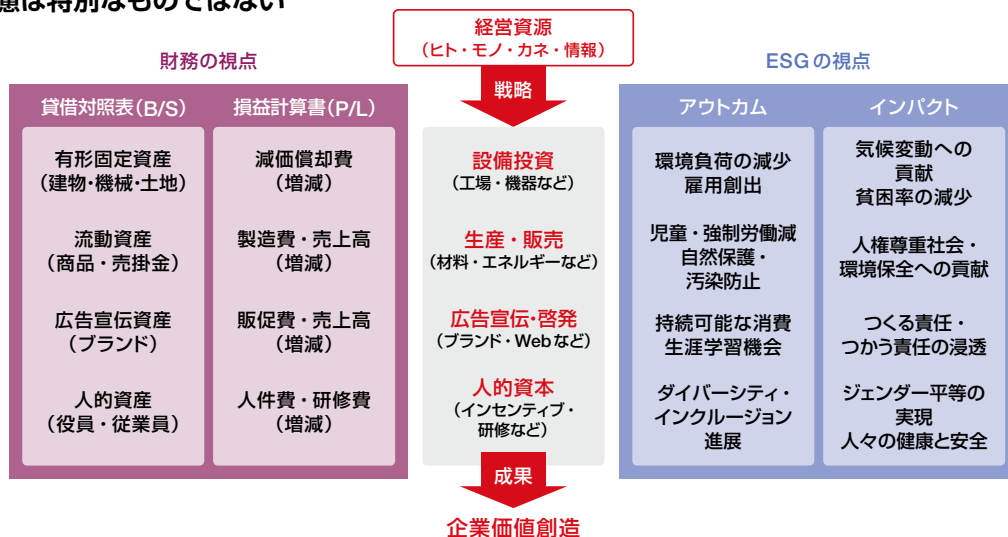 慮は特別なものではない
経営資源
（ヒト・モノ・カネ・情報）
戦略
財務の視点
貸借対照表（B/S）
損益計算書（P/L）
有形固定資産
（建物・機械・土地）
減価償却費
（増減）
流動資産
（商品・売掛金）
製造費・売上高
（増減）
広告宣伝資産
（ブランド）
販促費・売上高
（増減）
人的資産
（役員・従業員）
人件費・研修費
（増減）
設備投資
（工場・機器など）
生産・販売
（材料・エネルギーなど）
広告宣伝・啓発
（ブランド・Webなど）
人的資本
（インセンティブ・
研修など）
ESGの視点
アウトカム
インパクト
環境負荷の減少
雇用創出
気候変動への
貢献
貧困率の減少
児童・強制労働減
自然保護・
汚染防止
人権尊重社会・
環境保全への貢献
持続可能な消費
生涯学習機会
つくる責任・
つかう責任の浸透
ダイバーシティ・
インクルージョン
進展
ジェンダー平等の
実現
人々の健康と安全
成果
企業価値創造